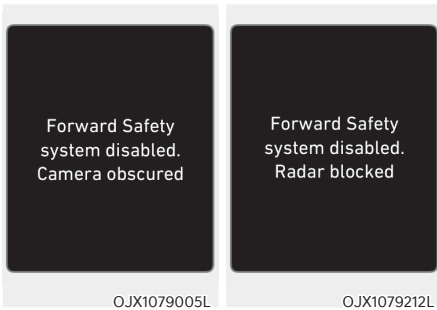 Forward Safety
system disabled.
Camera obscured
OJX1079005L
Forward Safety
system disabled.
Radar blocked
OJX1079212L